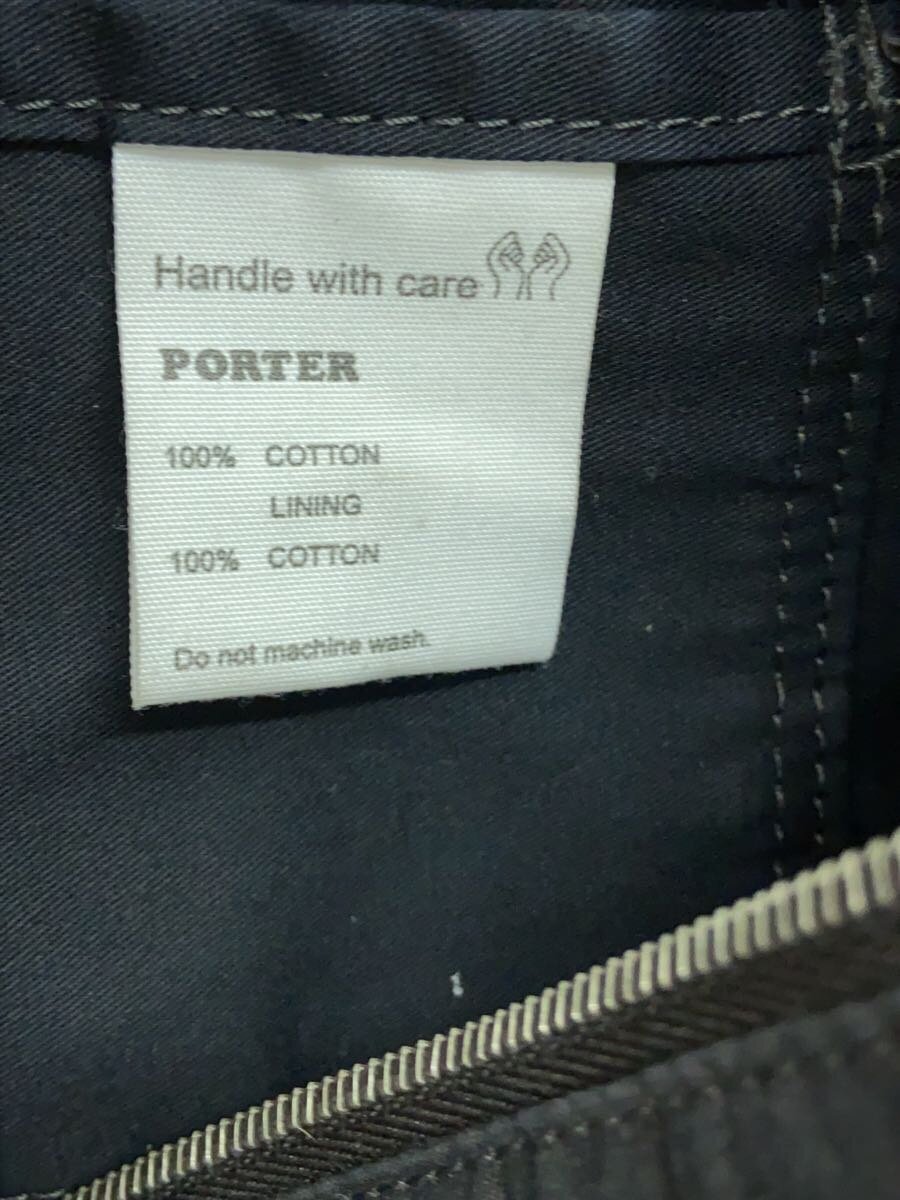 Handle with care
PORTER
100% COTTON
LINING
100% COTTON
Do not machine wash.